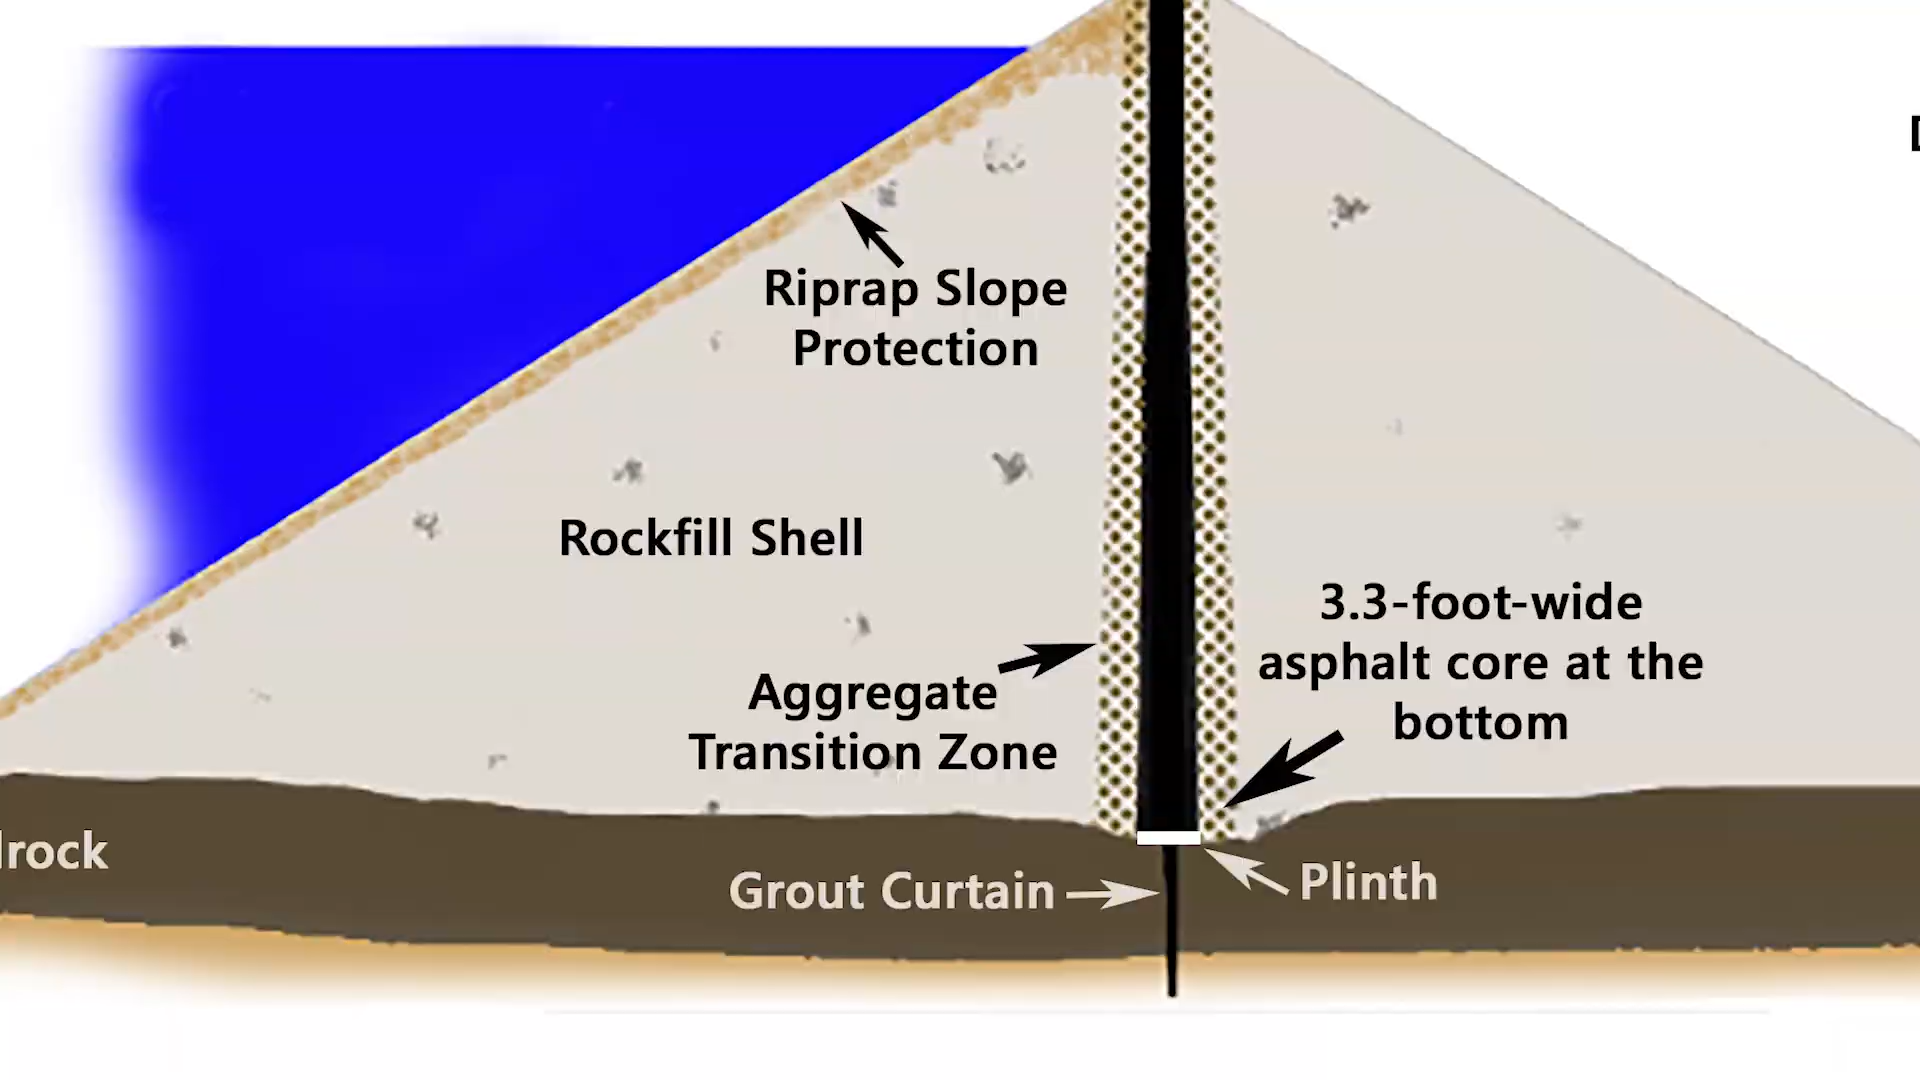 Riprap Slope
Protection
Rockfill Shell
3.3-foot-wide
asphalt core at the
bottom
Aggregate
Transition Zone
Grout Curtain
Plinth